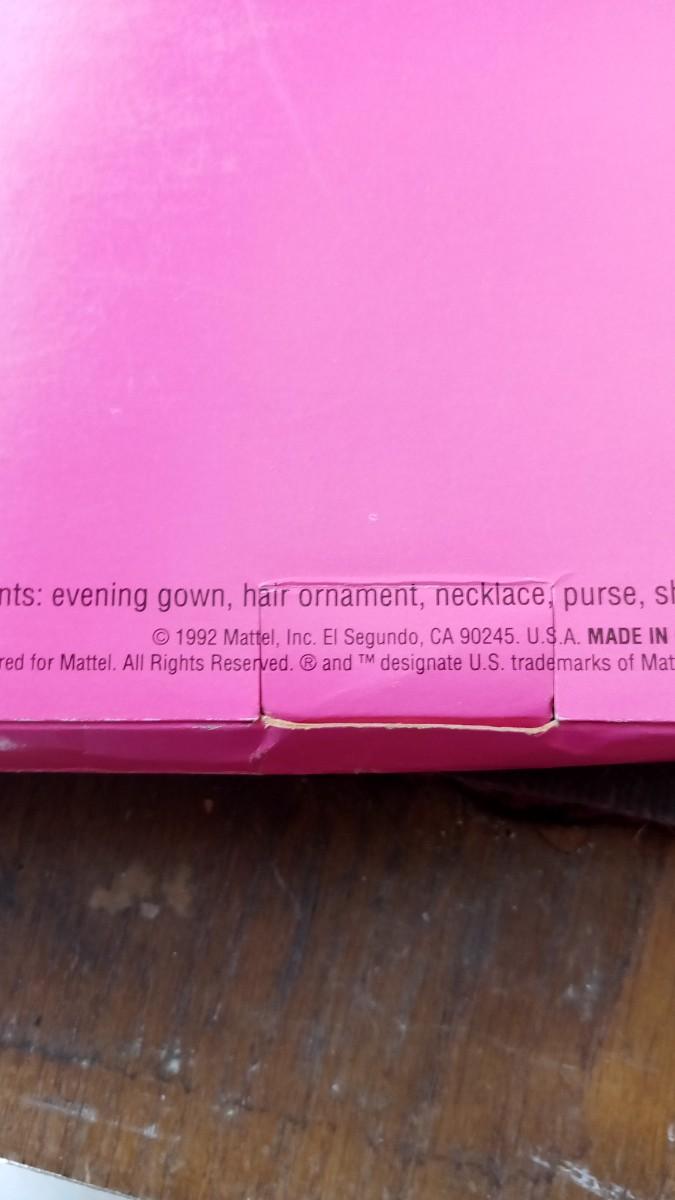 nts: evening gown, hair ornament, necklace, purse, sh
© 1992 Mattel, Inc. El Segundo, CA 90245. U.S.A. MADE IN
red for Mattel. All Rights Reserved. ® and ™ designate U.S. trademarks of Mat